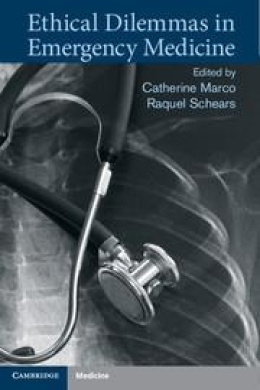 Ethical Dilemmas in
Emergency Medicine
Edited by
Catherine Marco
Raquel Schears
CAMBRIDGE
Medicine